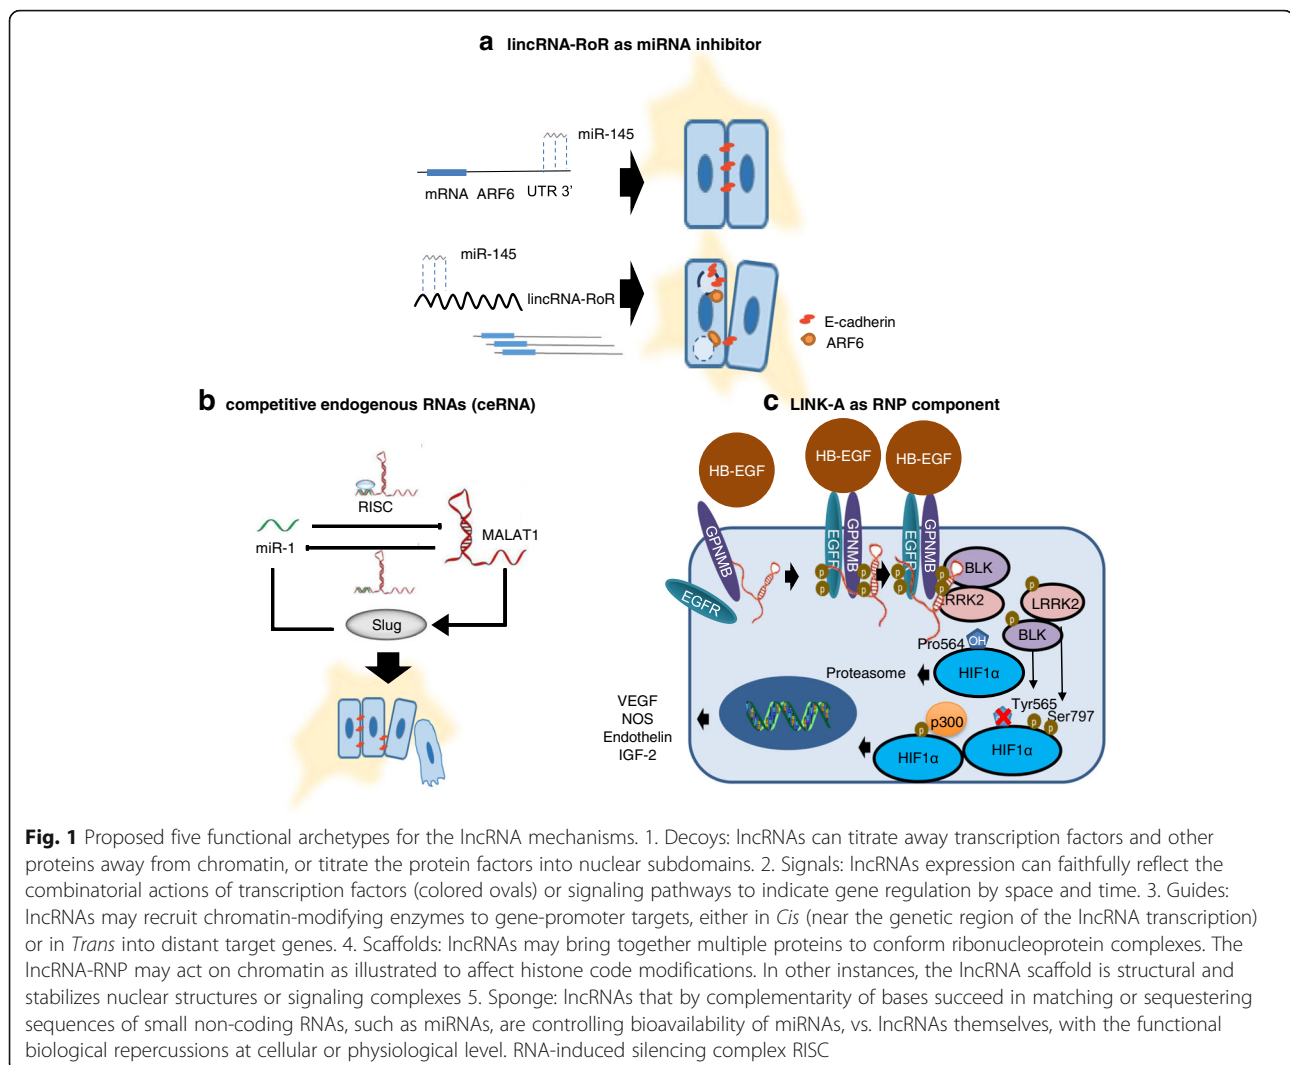 a lincRNA-RoR as miRNA inhibitor
miR-145
mRNA ARF6 UTR 3’
miR-145
lincRNA-RoR
E-cadherin
ARF6
b competitive endogenous RNAs (ceRNA)
RISC
miR-1
MALAT1
Slug
c LINK-A as RNP component
HB-EGF
HB-EGF
HB-EGF
GPNMB
EGFR
EGFR
GPNMB
EGFR
GPNMB
p
p
p
p
p
p
p
BLK
LRRK2
p
LRRK2
p
BLK
Pro564
OH
HIF1α
Proteasome
Tyr565
Ser797
p
p
p300
p
HIF1α
HIF1α
VEGF
NOS
Endothelin
IGF-2
Fig. 1 Proposed five functional archetypes for the lncRNA mechanisms. 1. Decoys: lncRNAs can titrate away transcription factors and other
proteins away from chromatin, or titrate the protein factors into nuclear subdomains. 2. Signals: lncRNAs expression can faithfully reflect the
combinatorial actions of transcription factors (colored ovals) or signaling pathways to indicate gene regulation by space and time. 3. Guides:
lncRNAs may recruit chromatin-modifying enzymes to gene-promoter targets, either in Cis (near the genetic region of the lncRNA transcription)
or in Trans into distant target genes. 4. Scaffolds: lncRNAs may bring together multiple proteins to conform ribonucleoprotein complexes. The
lncRNA-RNP may act on chromatin as illustrated to affect histone code modifications. In other instances, the lncRNA scaffold is structural and
stabilizes nuclear structures or signaling complexes 5. Sponge: lncRNAs that by complementarity of bases succeed in matching or sequestering
sequences of small non-coding RNAs, such as miRNAs, are controlling bioavailability of miRNAs, vs. lncRNAs themselves, with the functional
biological repercussions at cellular or physiological level. RNA-induced silencing complex RISC